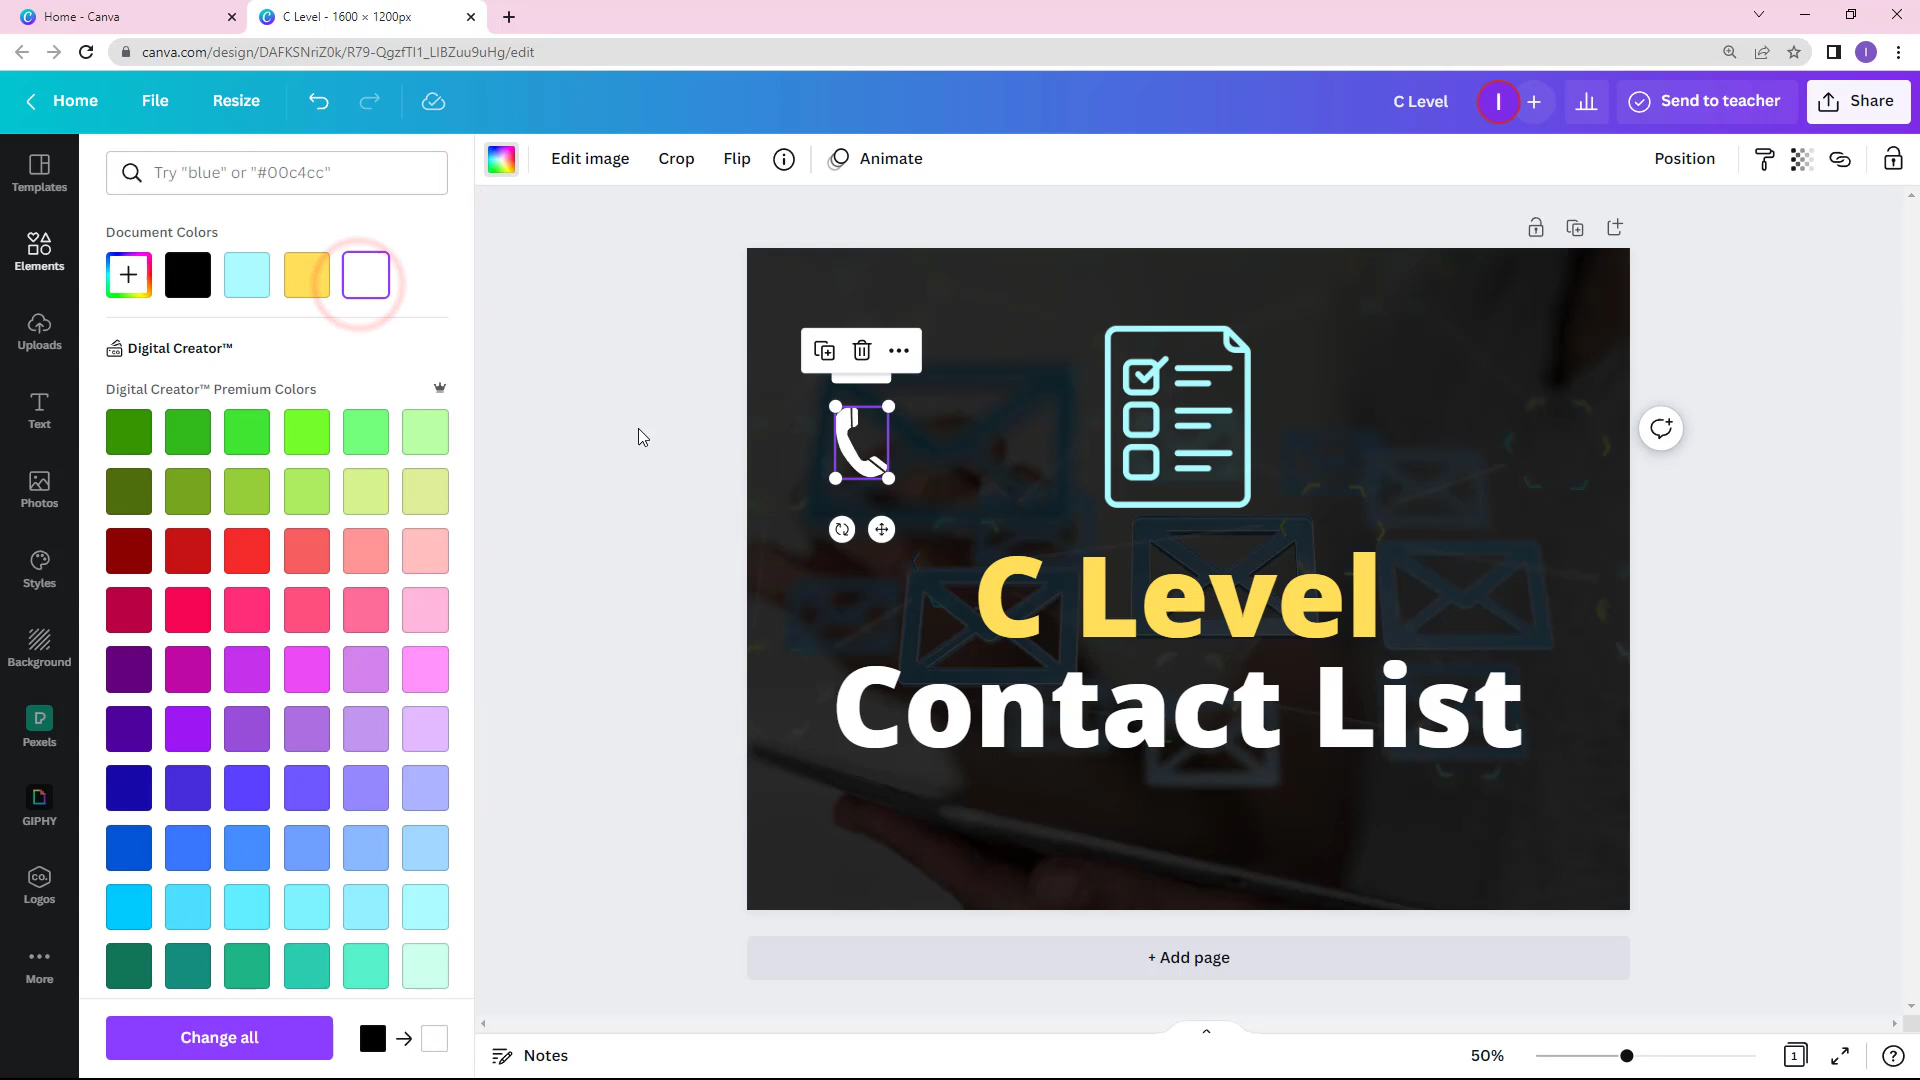 Home - Canva
C Level - 1600 × 1200px
canva.com/design/DAFKSNriZ0k/R79-QgzfTI1_LIBZuu9uHg/edit
I
Home
File
Resize
C Level
I
Send to teacher
Share
Templates
Elements
Uploads
Text
Photos
Styles
Background
Pexels
GIPHY
CO.
Logos
More
Try "blue" or "#00c4cc"
Document Colors
Digital Creator™
Digital Creator™ Premium Colors
Change all
Edit image
Crop
Flip
Animate
Position
C Level
Contact List
+ Add page
Notes
50%
1